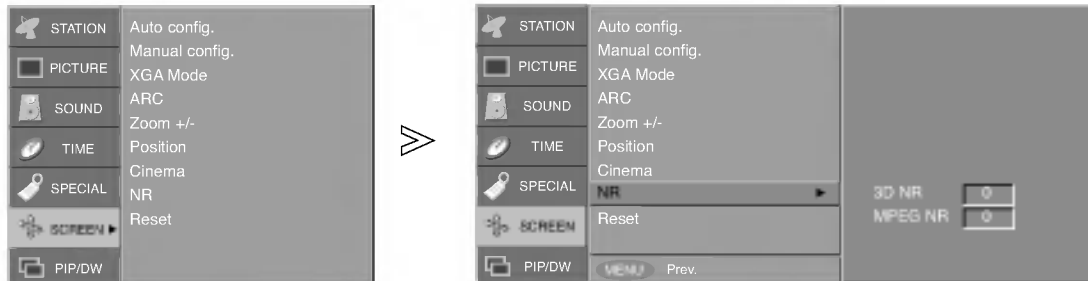 STATION
PICTURE
SOUND
TIME
SPECIAL
SCREEN
PIP/DW
Auto config.
Manual config.
XGA Mode
ARC
Zoom +/-
Position
Cinema
NR
Reset
STATION
PICTURE
SOUND
TIME
SPECIAL
SCREEN
PIP/DW
Auto config.
Manual config.
XGA Mode
ARC
Zoom +/-
Position
Cinema
NR
Reset
MENU Prev.
3D NR 0
MPEG NR 0